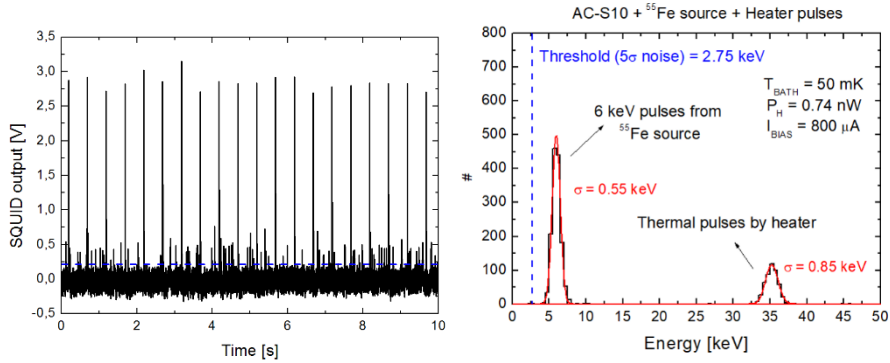 3,5
3,0
2,5
2,0
1,5
1,0
0,5
0,0
-0,5
SQUID output [V]
0 2 4 6 8 10
Time [s]
AC-S10 + ⁵⁵Fe source + Heater pulses
800
700
600
500
400
300
200
100
0
#
Threshold (5σ noise) = 2.75 keV
T_BATH = 50 mK
P_H = 0.74 nW
I_BIAS = 800 μA
6 keV pulses from
⁵⁵Fe source
σ = 0.55 keV
Thermal pulses by heater
σ = 0.85 keV
0 5 10 15 20 25 30 35 40 45 50
Energy [keV]